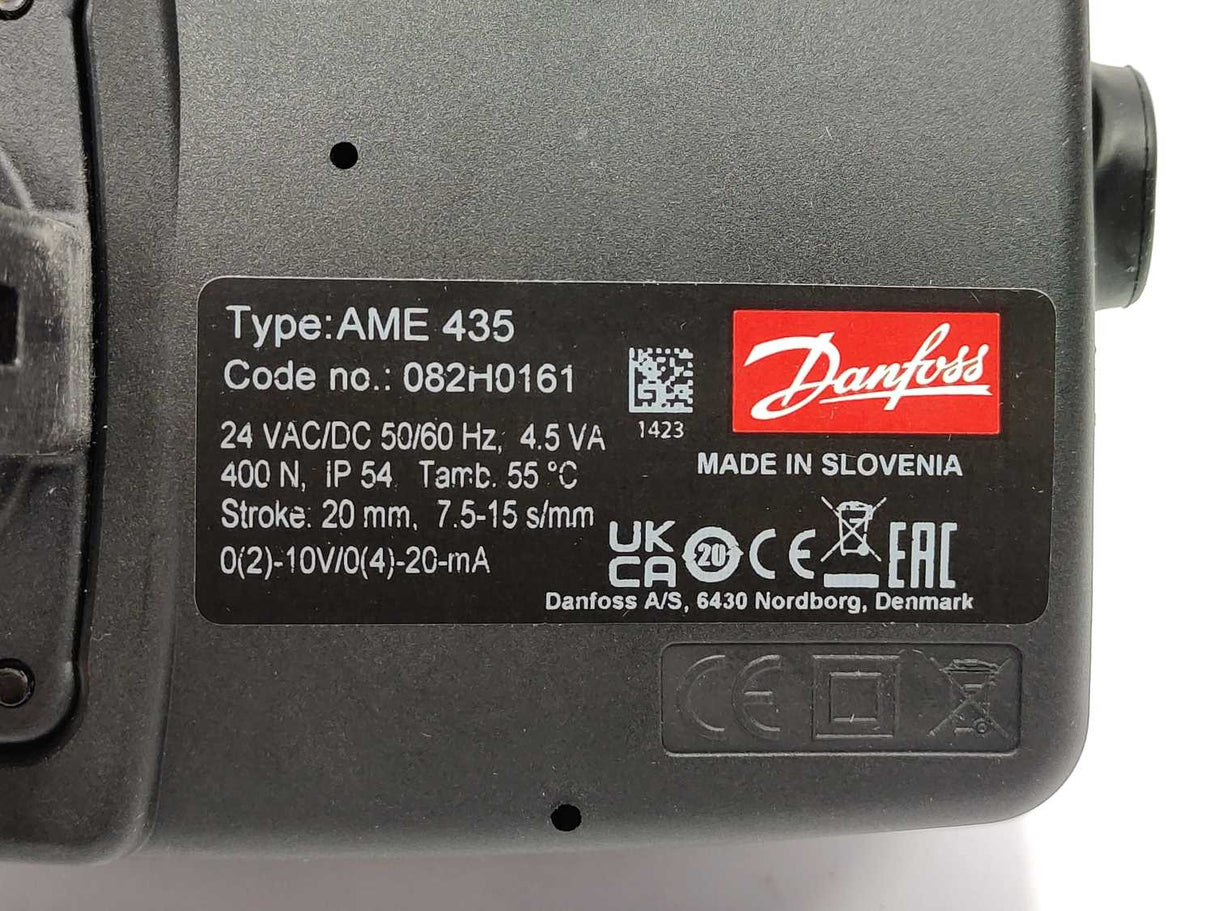 Type: AME 435
Code no.: 082H0161
1423
Danfoss
24 VAC/DC 50/60 Hz, 4.5 VA
400 N, IP 54 Tamb. 55 °C
Stroke: 20 mm, 7.5-15 s/mm
0(2)-10V/0(4)-20-mA
MADE IN SLOVENIA
UK
CA
20
CE
EAC
Danfoss A/S, 6430 Nordborg, Denmark
CE